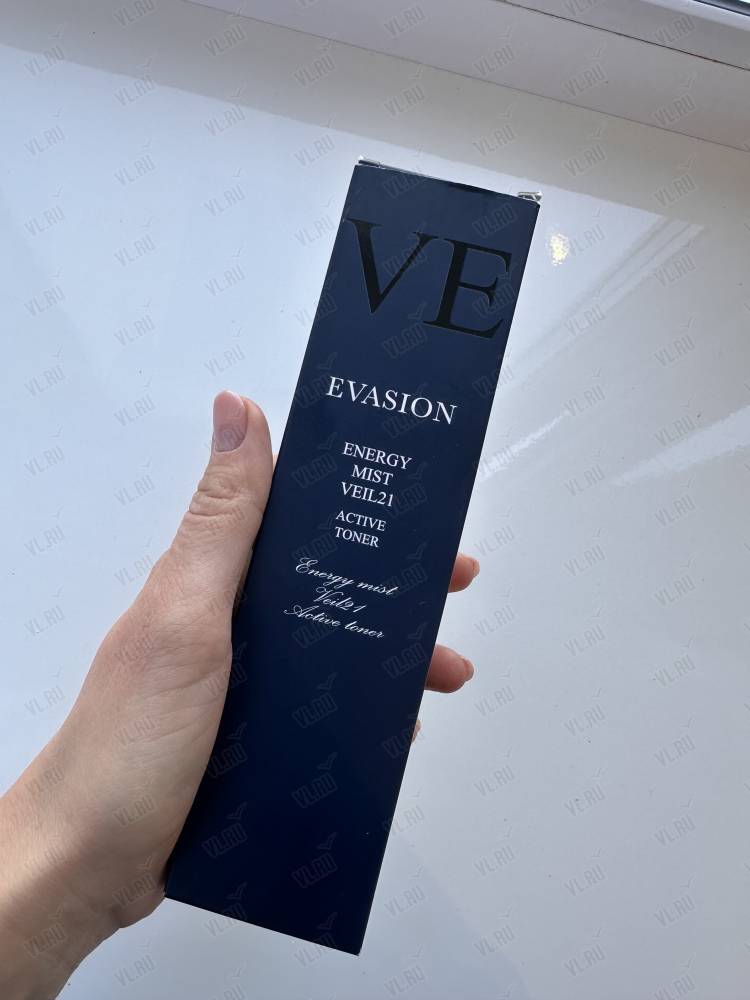 VE
EVASION
ENERGY
MIST
VEIL21
ACTIVE
TONER
Energy mist
Veil21
Active toner
VL.RU